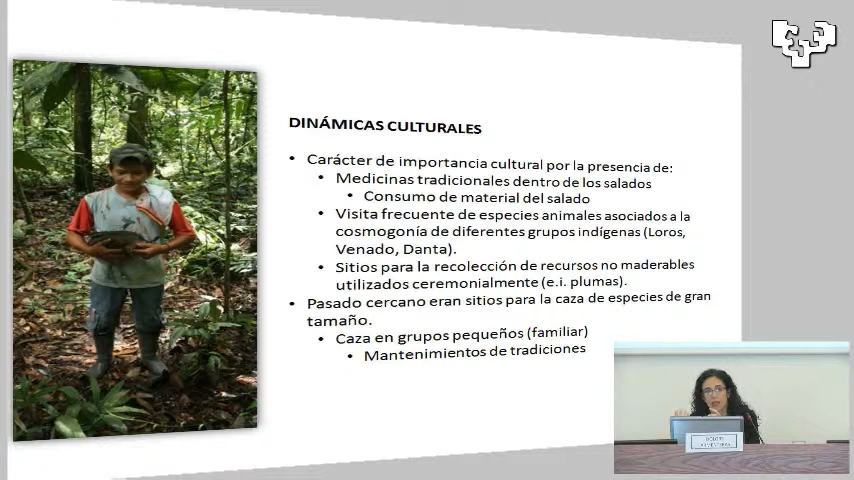 DINÁMICAS CULTURALES
• Carácter de importancia cultural por la presencia de:
• Medicinas tradicionales dentro de los salados
• Consumo de material del salado
• Visita frecuente de especies animales asociados a la
cosmogonía de diferentes grupos indígenas (Loros,
Venado, Danta).
• Sitios para la recolección de recursos no maderables
utilizados ceremonialmente (e.i. plumas).
• Pasado cercano eran sitios para la caza de especies de gran
tamaño.
• Caza en grupos pequeños (familiar)
• Mantenimientos de tradiciones